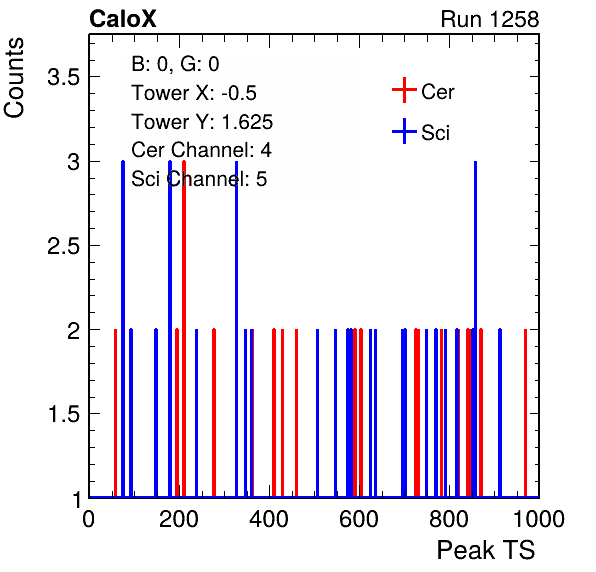 CaloX Run 1258
Counts
B: 0, G: 0
Tower X: -0.5
Tower Y: 1.625
Cer Channel: 4
Sci Channel: 5
Cer
Sci
3.5
3
2.5
2
1.5
1
0 200 400 600 800 1000
Peak TS